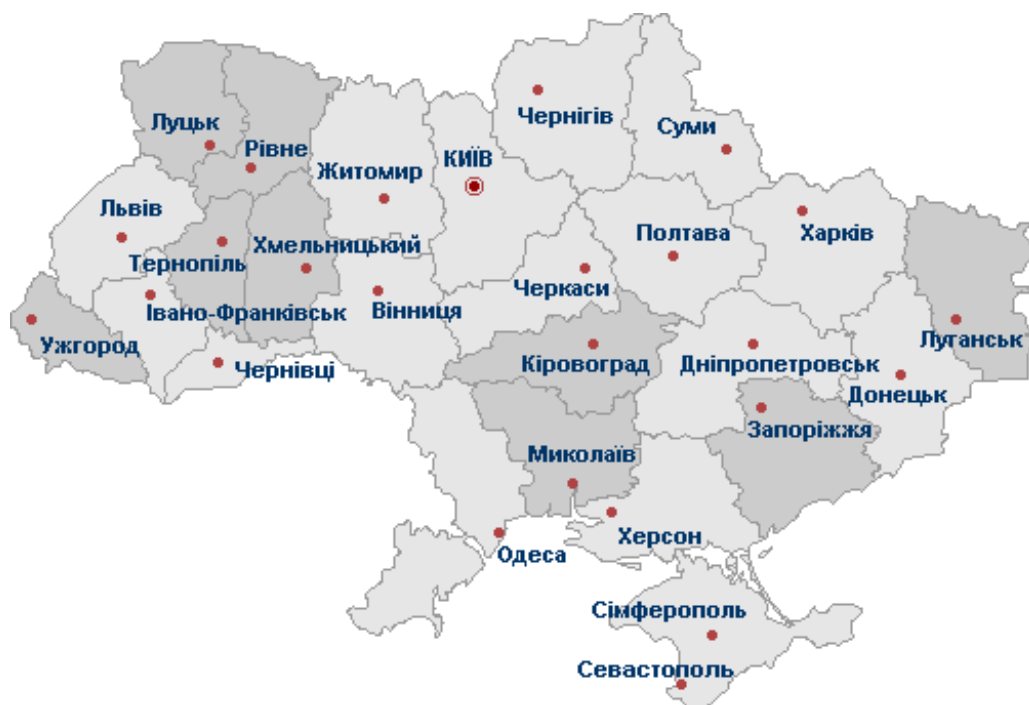 Чернігів
Луцьк
Суми
Рівне
КИЇВ
Житомир
Львів
Полтава
Харків
Хмельницький
Тернопіль
Черкаси
Івано-Франківськ
Вінниця
Луганськ
Ужгород
Чернівці
Кіровоград
Дніпропетровськ
Донецьк
Запоріжжя
Миколаїв
Херсон
Одеса
Сімферополь
Севастополь